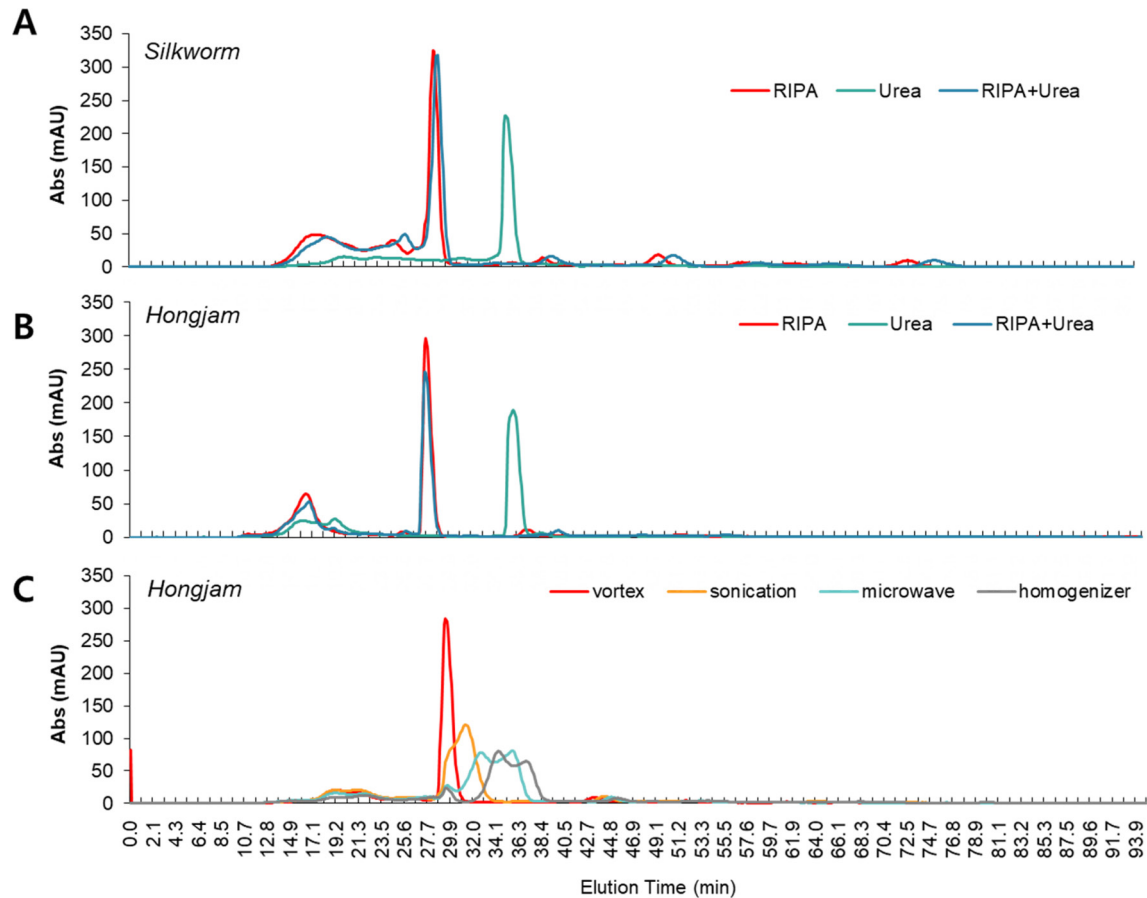 A
Silkworm
RIPA Urea RIPA+Urea
350
300
250
200
150
100
50
0
Abs (mAU)
B
Hongjam
RIPA Urea RIPA+Urea
350
300
250
200
150
100
50
0
Abs (mAU)
C
Hongjam
vortex sonication microwave homogenizer
350
300
250
200
150
100
50
0
Abs (mAU)
0.0 2.1 4.3 6.4 8.5 10.7 12.8 14.9 17.1 19.2 21.3 23.5 25.6 27.7 29.9 32.0 34.1 36.3 38.4 40.5 42.7 44.8 46.9 49.1 51.2 53.3 55.5 57.6 59.7 61.9 64.0 66.1 68.3 70.4 72.5 74.7 76.8 78.9 81.1 83.2 85.3 87.5 89.6 91.7 93.9
Elution Time (min)